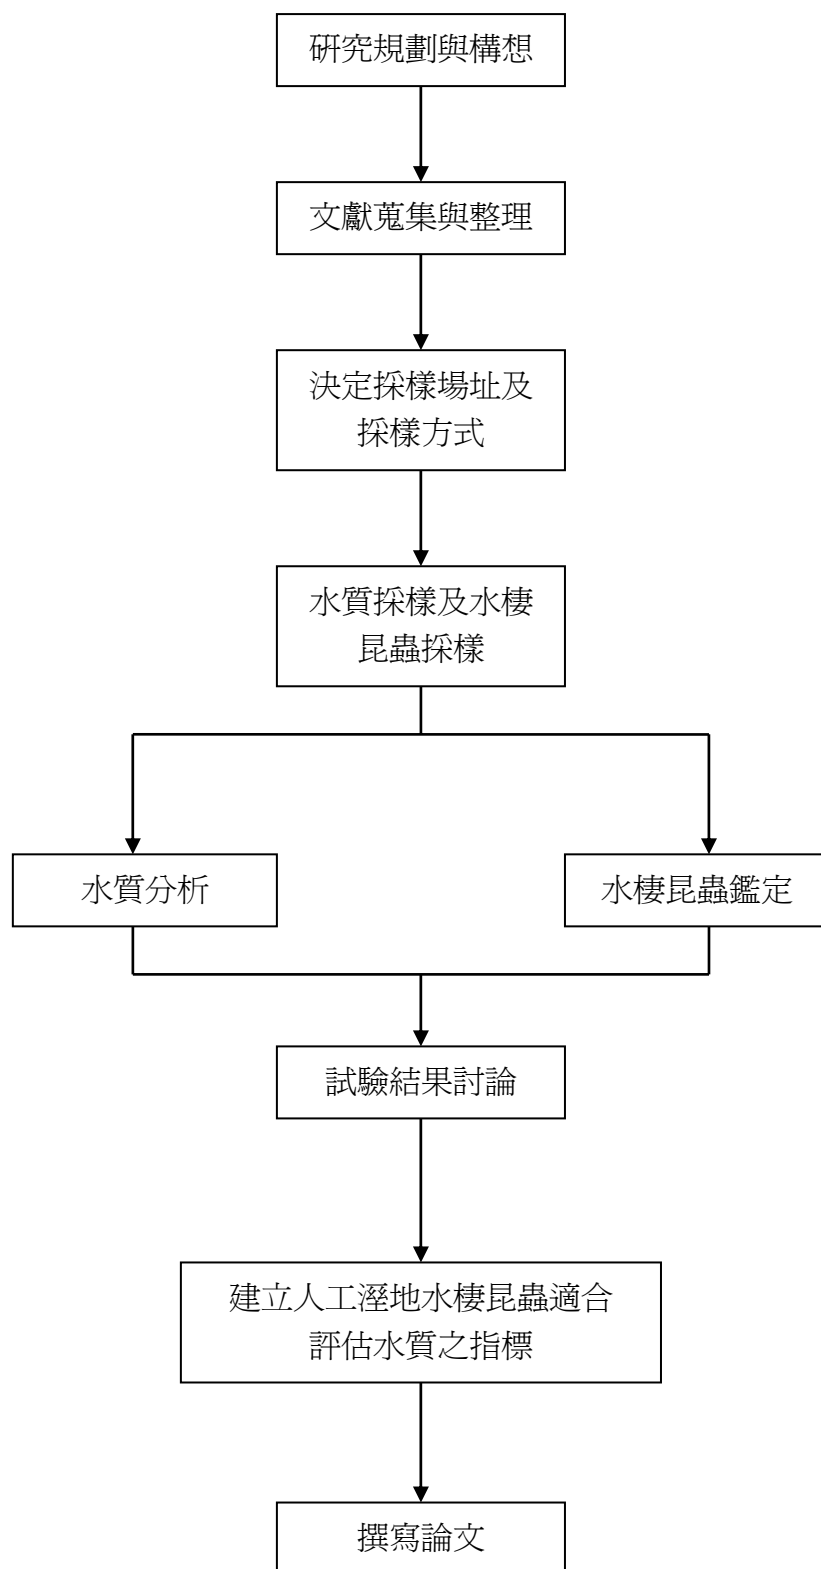 研究規劃與構想
文獻蒐集與整理
決定採樣場址及
採樣方式
水質採樣及水棲
昆蟲採樣
水質分析
水棲昆蟲鑑定
試驗結果討論
建立人工溼地水棲昆蟲適合
評估水質之指標
撰寫論文